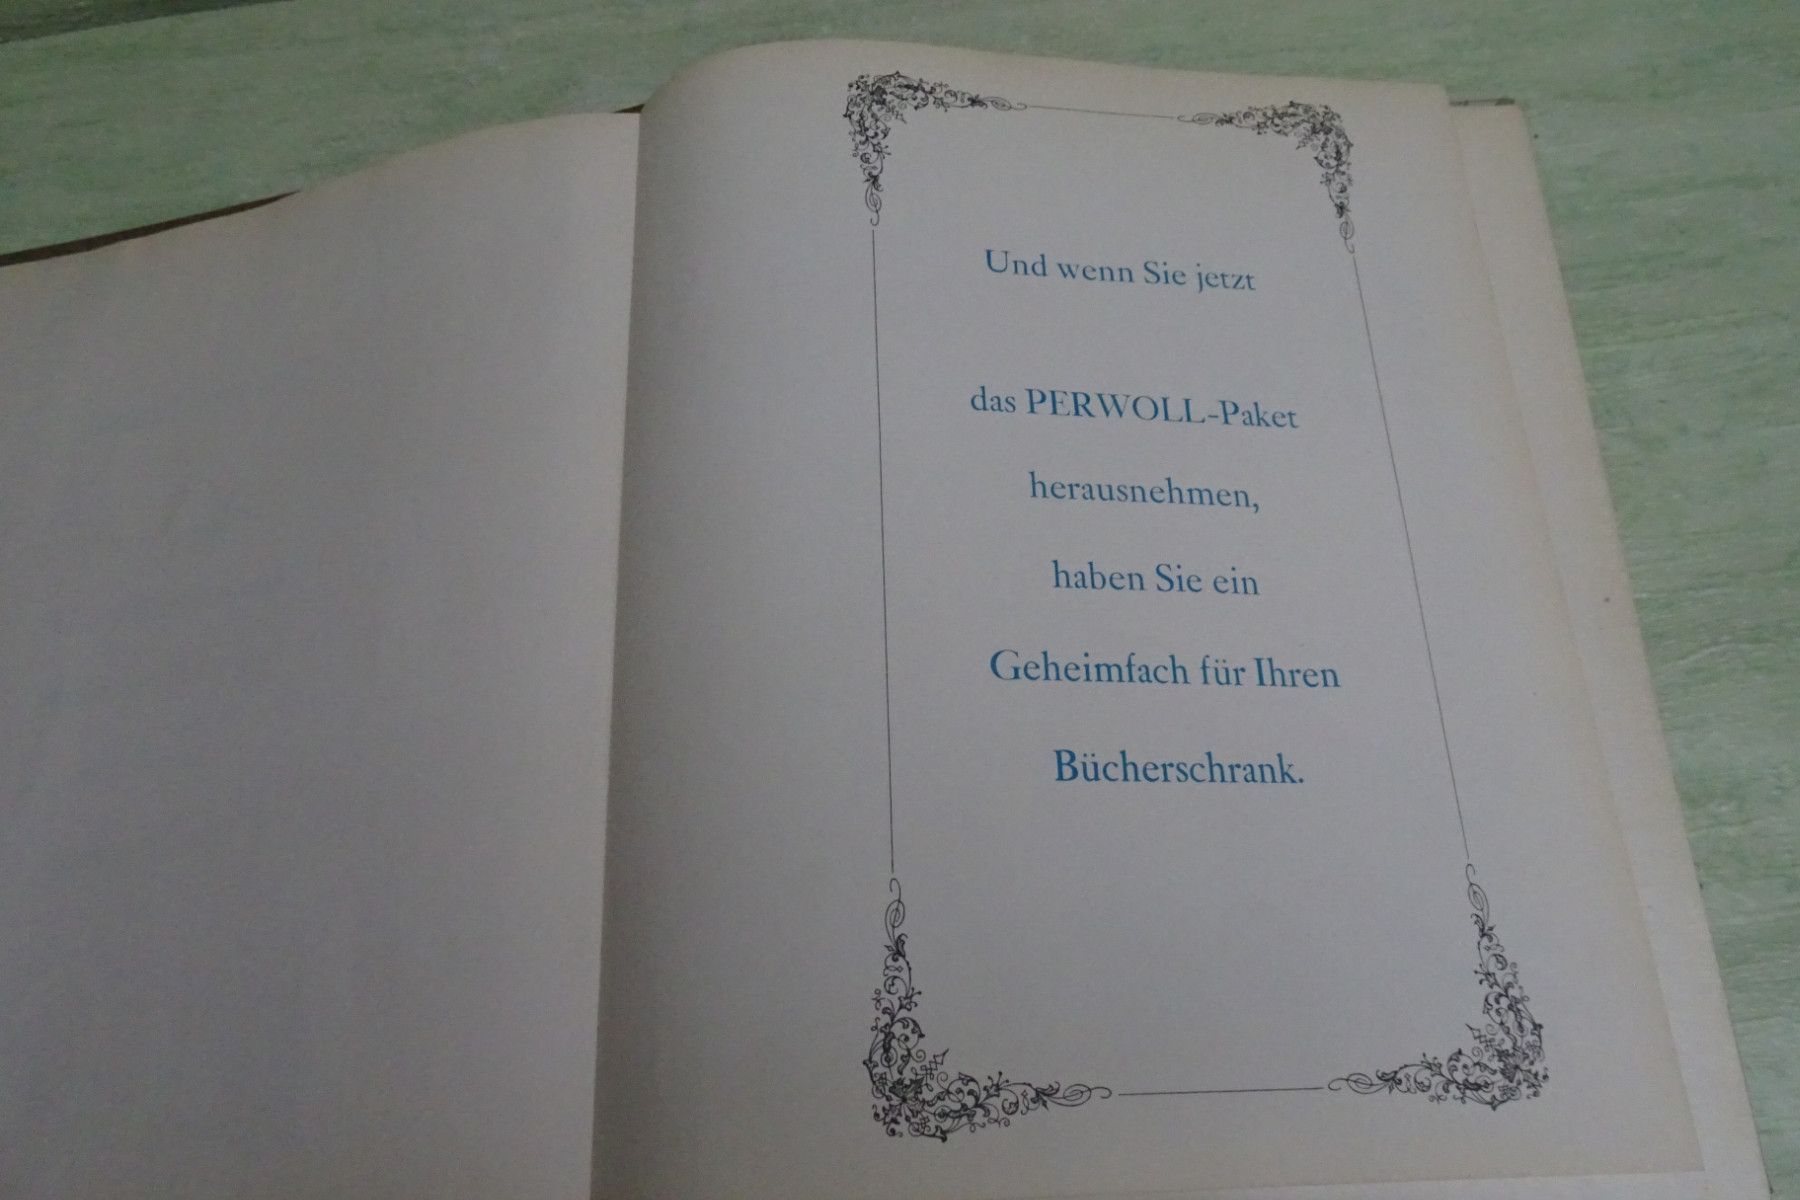 Und wenn Sie jetzt
das PERWOLL-Paket
herausnehmen,
haben Sie ein
Geheimfach für Ihren
Bücherschrank.